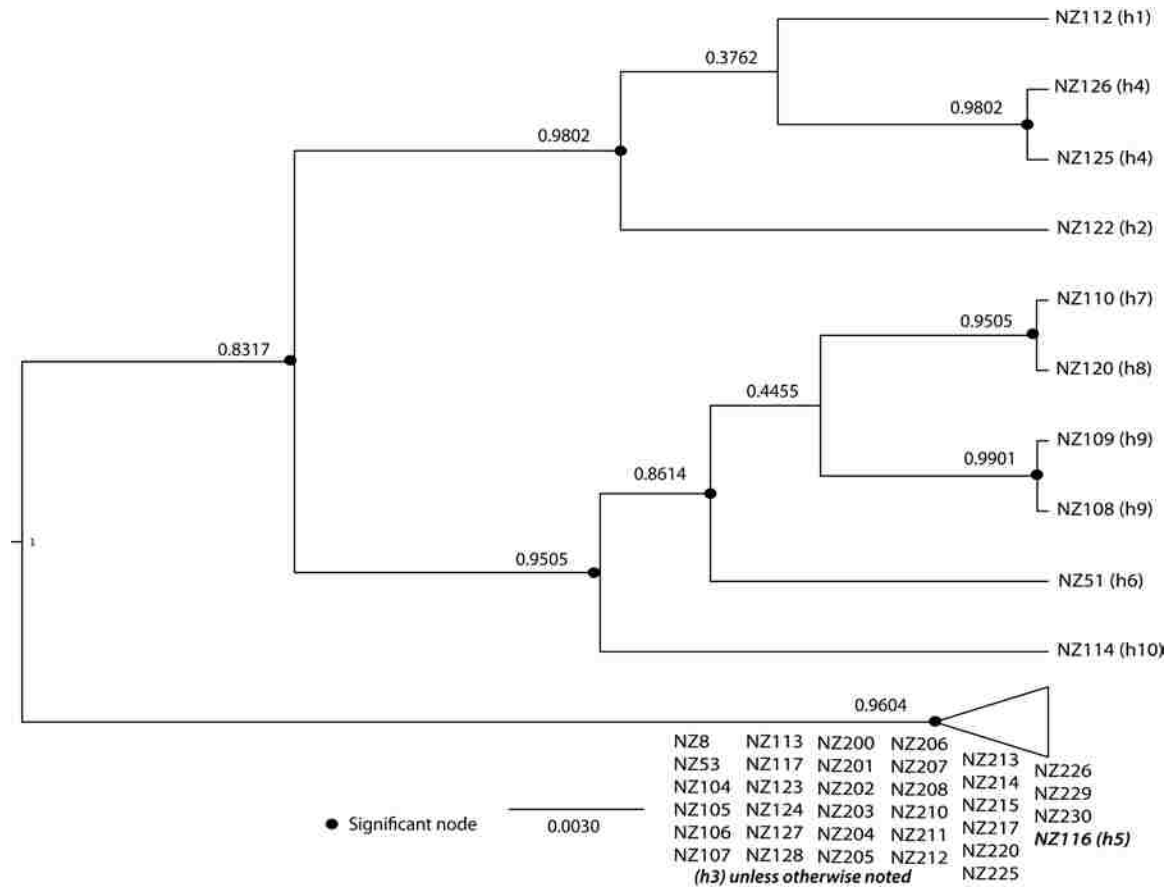 NZ112 (h1)
0.3762
NZ126 (h4)
0.9802
0.9802
NZ125 (h4)
NZ122 (h2)
NZ110 (h7)
0.9505
0.8317
NZ120 (h8)
0.4455
NZ109 (h9)
0.9901
0.8614
NZ108 (h9)
1
0.9505
NZ51 (h6)
NZ114 (h10)
0.9604
NZ8 NZ113 NZ200 NZ206
NZ53 NZ117 NZ201 NZ207 NZ213 NZ226
NZ104 NZ123 NZ202 NZ208 NZ214 NZ229
NZ105 NZ124 NZ203 NZ210 NZ215 NZ230
NZ106 NZ127 NZ204 NZ211 NZ217 NZ116 (h5)
NZ107 NZ128 NZ205 NZ212 NZ220
NZ225
Significant node
0.0030
(h3) unless otherwise noted